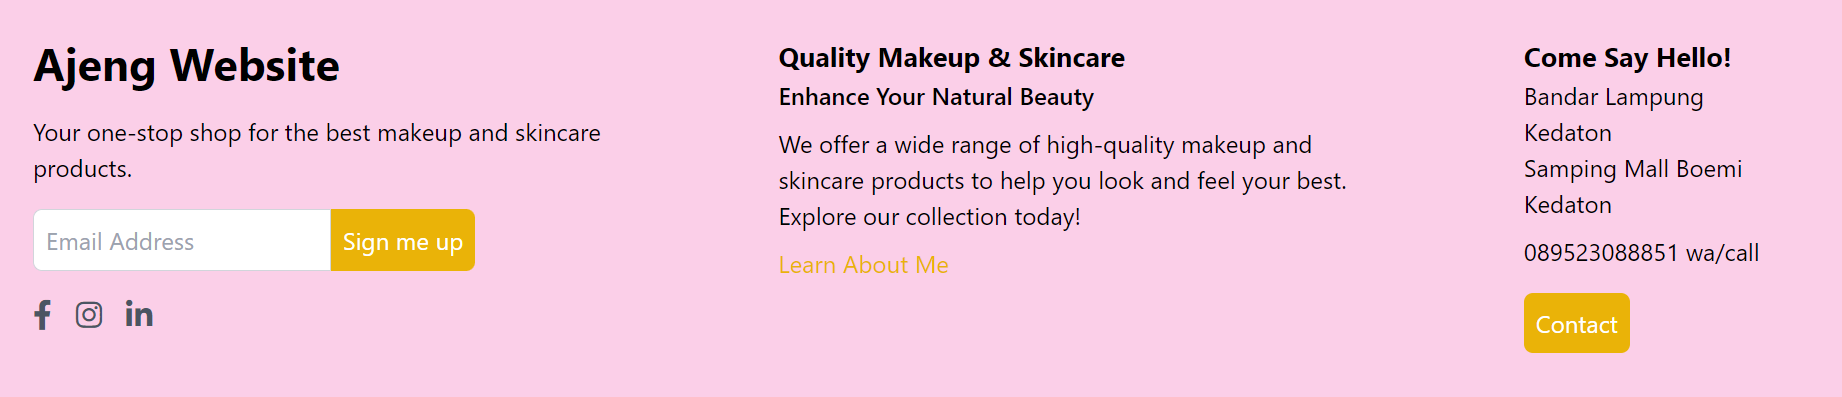 Ajeng Website
Your one-stop shop for the best makeup and skincare
products.
Email Address
Sign me up
Quality Makeup & Skincare
Enhance Your Natural Beauty
We offer a wide range of high-quality makeup and
skincare products to help you look and feel your best.
Explore our collection today!
Learn About Me
Come Say Hello!
Bandar Lampung
Kedaton
Samping Mall Boemi
Kedaton
089523088851 wa/call
Contact